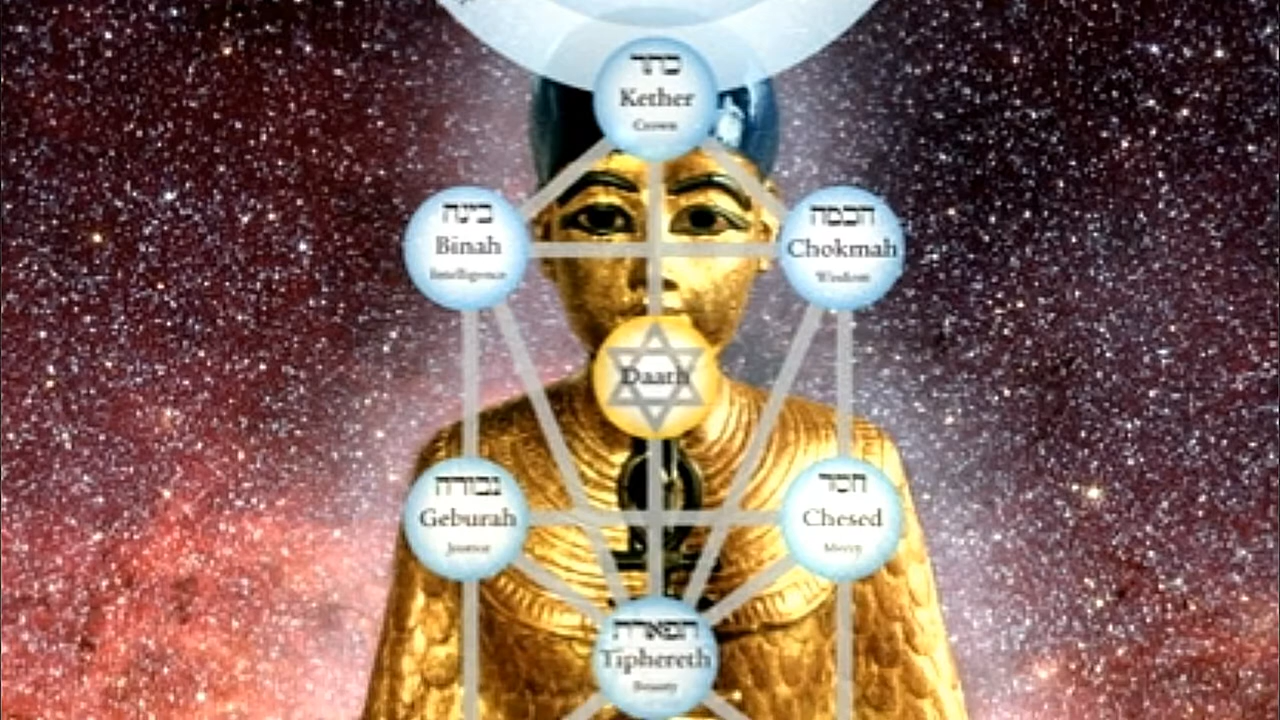 כתר
Kether
Crown
בינה
Binah
Intelligence
חכמה
Chokmah
Wisdom
Daath
גבורה
Geburah
Justice
חסד
Chesed
Mercy
תפארת
Tiphereth
Beauty